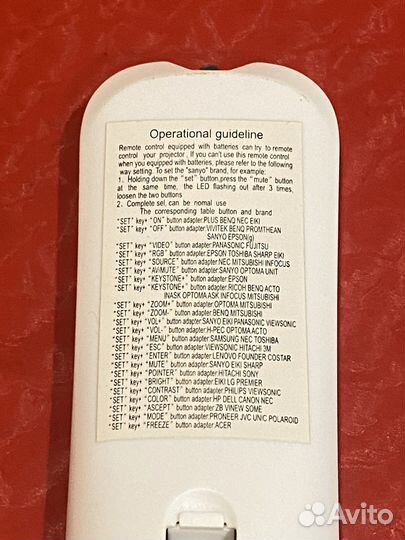 Operational guideline
Remote control equipped with batteries can try to remote
control your projector , If you can't use this remote control
when you equipped with batteries, please refer to the following
way setting. To set the "sanyo" brand, for example:
1. Holding down the "set" button,press the "mute" button
at the same time, the LED flashing out after 3 times,
loosen the two buttons
2. Complete sel, can be normal use
The corresponding table button and brand
"SET" key+ "ON" button adapter:PLUS BENQ NEC EIKI
"SET" key+ "OFF" button adapter:VIVITEK BENQ PROMTHEAN
SANYO EPSON(g)
"SET" key+ "VIDEO" button adapter:PANASONIC FUJITSU
"SET" key+ "RGB" button adapter:EPSON TOSHIBA SHARP EIKI
"SET" key+ "SOURCE" button adapter:NEC MITSUBISHI INFOCUS
"SET" key+ "AV/MUTE" button adapter:SANYO OPTIMA UNIT
"SET" key+ "KEYSTONE+" button adapter:EPSON
"SET" key+ "KEYSTONE+" button adapter:RICOH BENQ ACTO
INASK OPTOMA ASK INFOCUS MITSUBISHI
"SET" key+ "ZOOM+" button adapter:OPTOMA MITSUBISHI
"SET" key+ "ZOOM-" button adapter:BENQ MITSUBISHI
"SET" key+ "VOL+" button adapter:SANYO EIKI PANASONIC VIEWSONIC
"SET" key+ "VOL-" button adapter:H-PEC OPTOMA ACTO
"SET" key+ "MENU" button adapter:SAMSUNG NEC TOSHIBA
"SET" key+ "ESC" button adapter:VIEWSONIC HITACHI 3M
"SET" key+ "ENTER" button adapter:LENOVO FOUNDER COSTAR
"SET" key+ "MUTE" button adapter:SANYO EIKI SHARP
"SET" key+ "POINTER" button adapter:HITACHI SONY
"SET" key+ "BRIGHT" button adapter:EIKI LG PREMIER
"SET" key+ "CONTRAST" button adapter:PHILIPS VIEWSONIC
"SET" key+ "COLOR" button adapter:HP DELL CANON NEC
"SET" key+ "ASCEPT" button adapter:ZB VINEW SOME
"SET" key+ "MODE" button adapter:PRONEER JVC UNIC POLAROID
"SET" key+ "FREEZE" button adapter:ACER
Avito